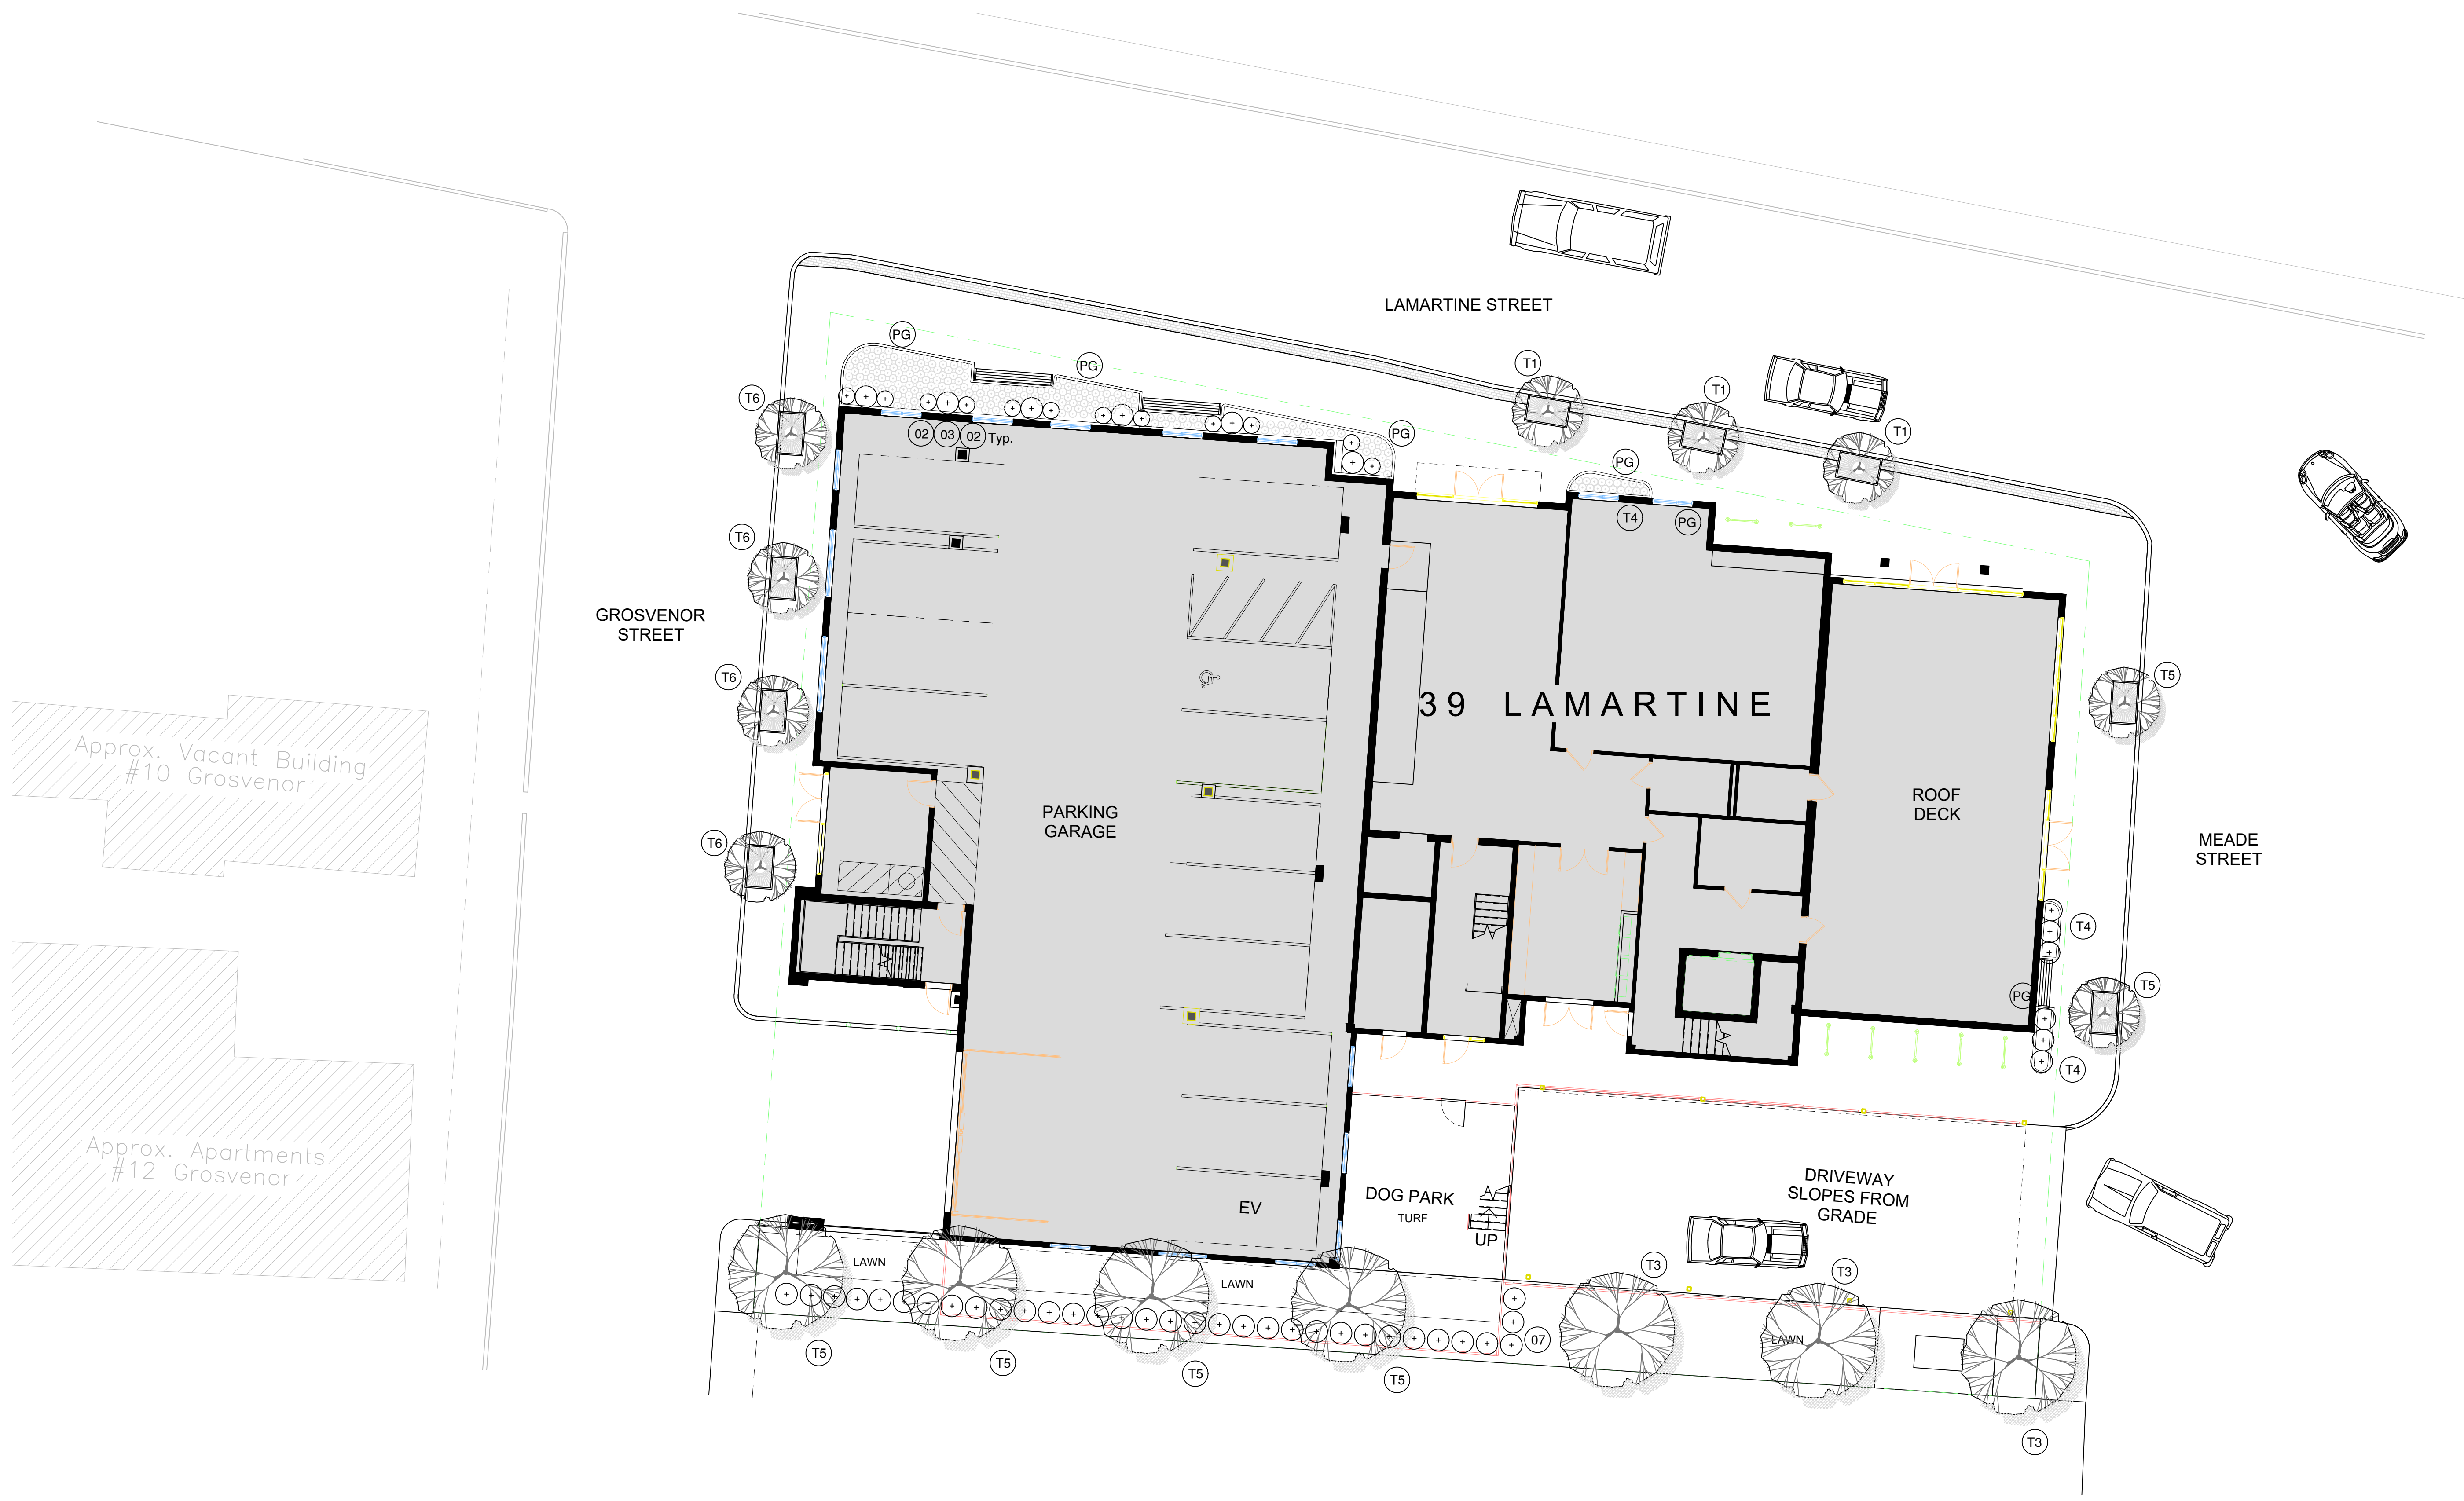 LAMARTINE STREET
PG
PG
T1
T1
T1
T6
PG
02 03 02 Typ.
PG
T4
PG
T6
GROSVENOR
STREET
T6
T5
39 LAMARTINE
Approx. Vacant Building
#10 Grosvenor
PARKING
GARAGE
ROOF
DECK
T6
MEADE
STREET
T4
PG
T5
T4
Approx. Apartments
#12 Grosvenor
EV
DOG PARK
TURF
UP
DRIVEWAY
SLOPES FROM
GRADE
LAWN
LAWN
T3
T3
LAWN
07
T5
T5
T5
T5
T3